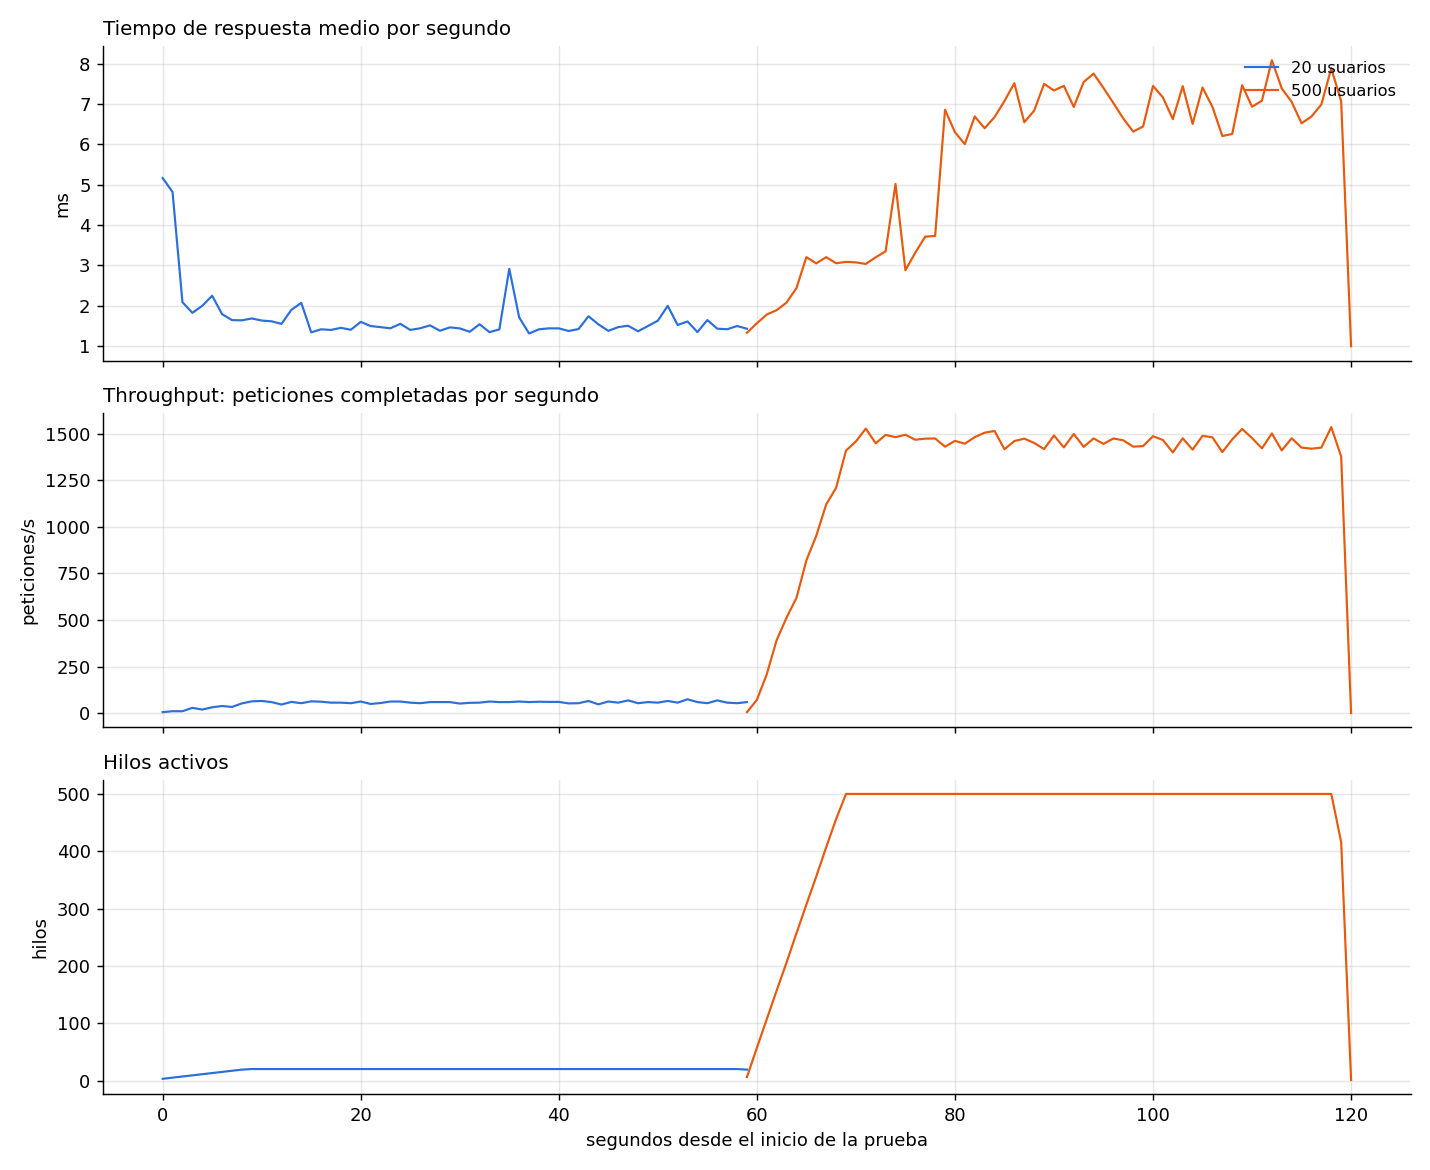 Tiempo de respuesta medio por segundo
8
7
6
5
4
3
2
1
ms
20 usuarios
500 usuarios
Throughput: peticiones completadas por segundo
1500
1250
1000
750
500
250
0
peticiones/s
Hilos activos
500
400
300
200
100
0
hilos
0 20 40 60 80 100 120
segundos desde el inicio de la prueba